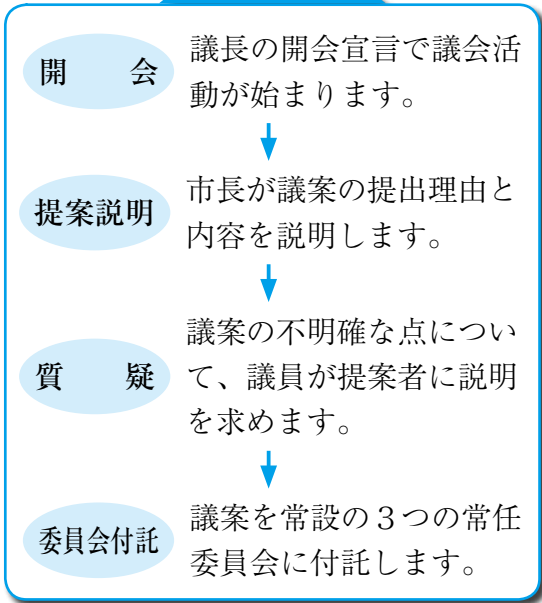 開　会
議長の開会宣言で議会活
動が始まります。
提案説明
市長が議案の提出理由と
内容を説明します。
質　疑
議案の不明確な点につい
て、議員が提案者に説明
を求めます。
委員会付託
議案を常設の３つの常任
委員会に付託します。